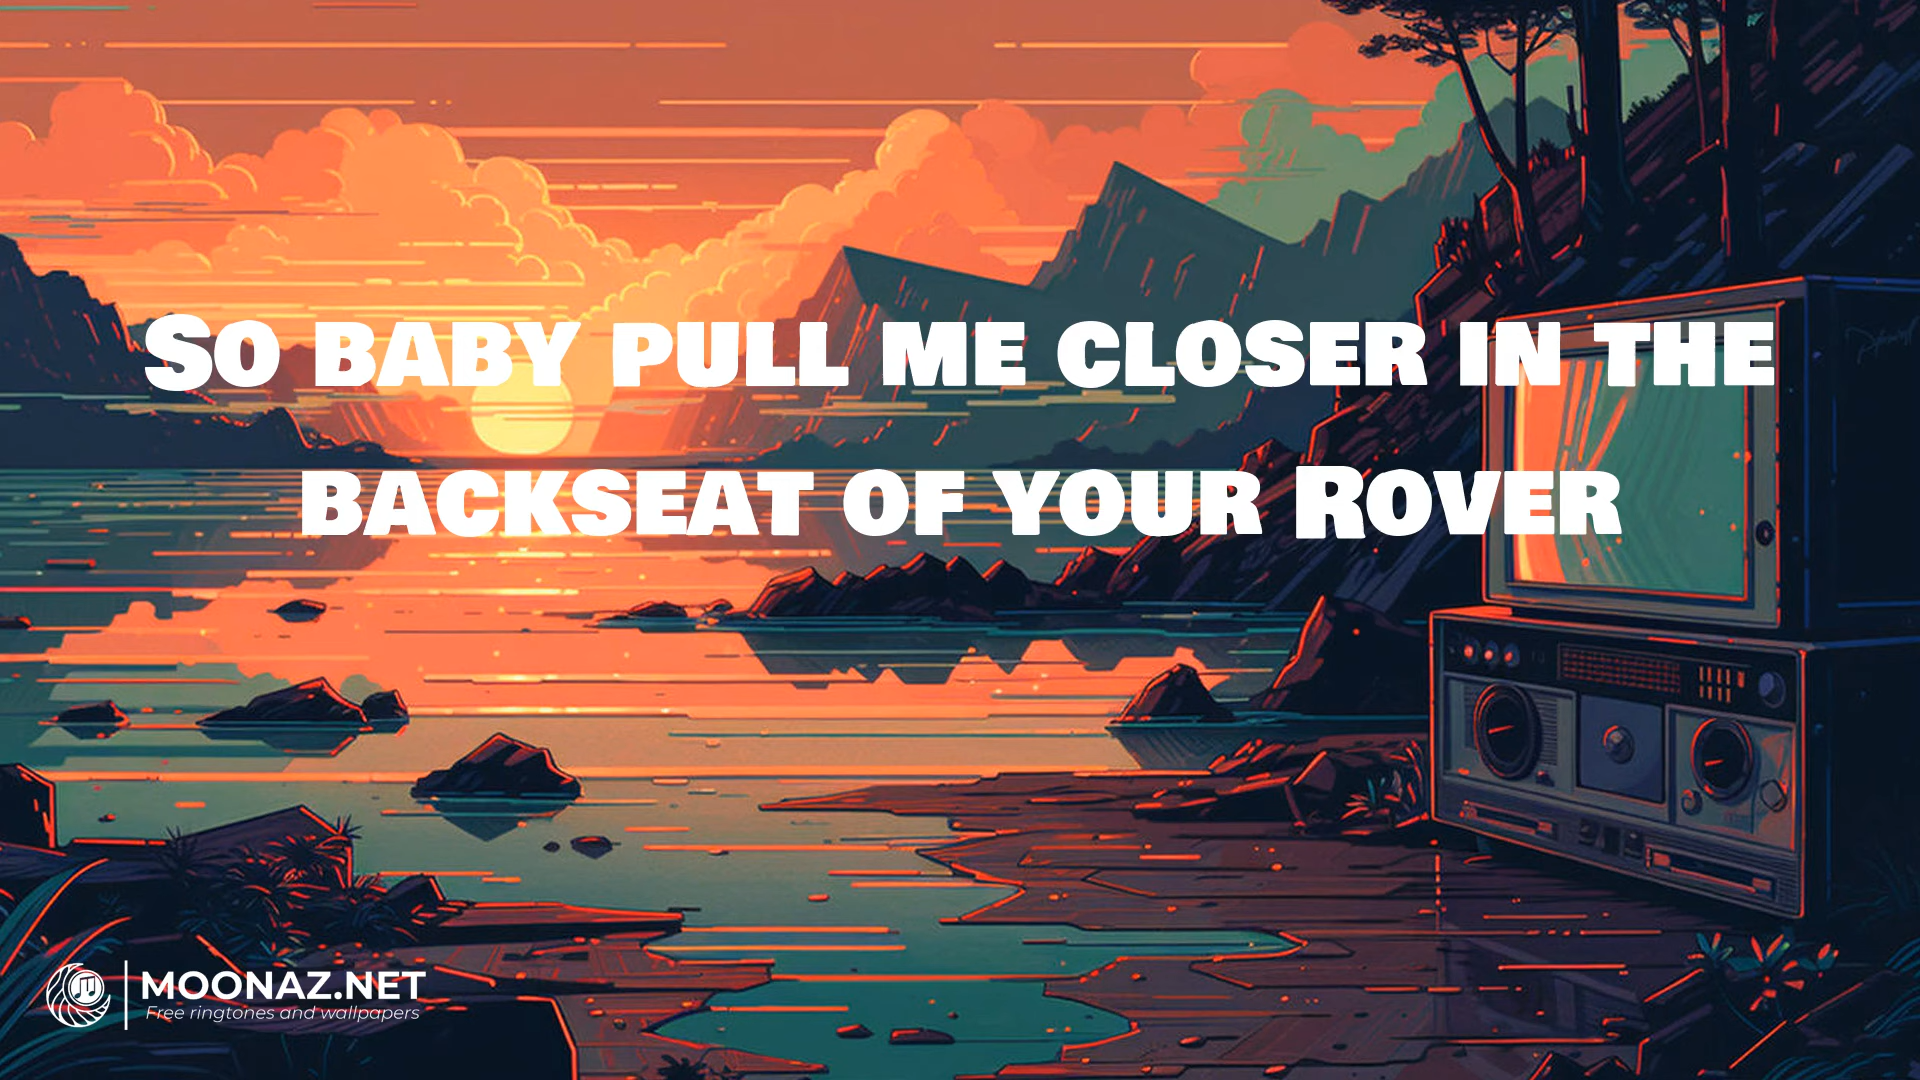 So baby pull me closer in the
backseat of your Rover
MOONAZ.NET
Free ringtones and wallpapers